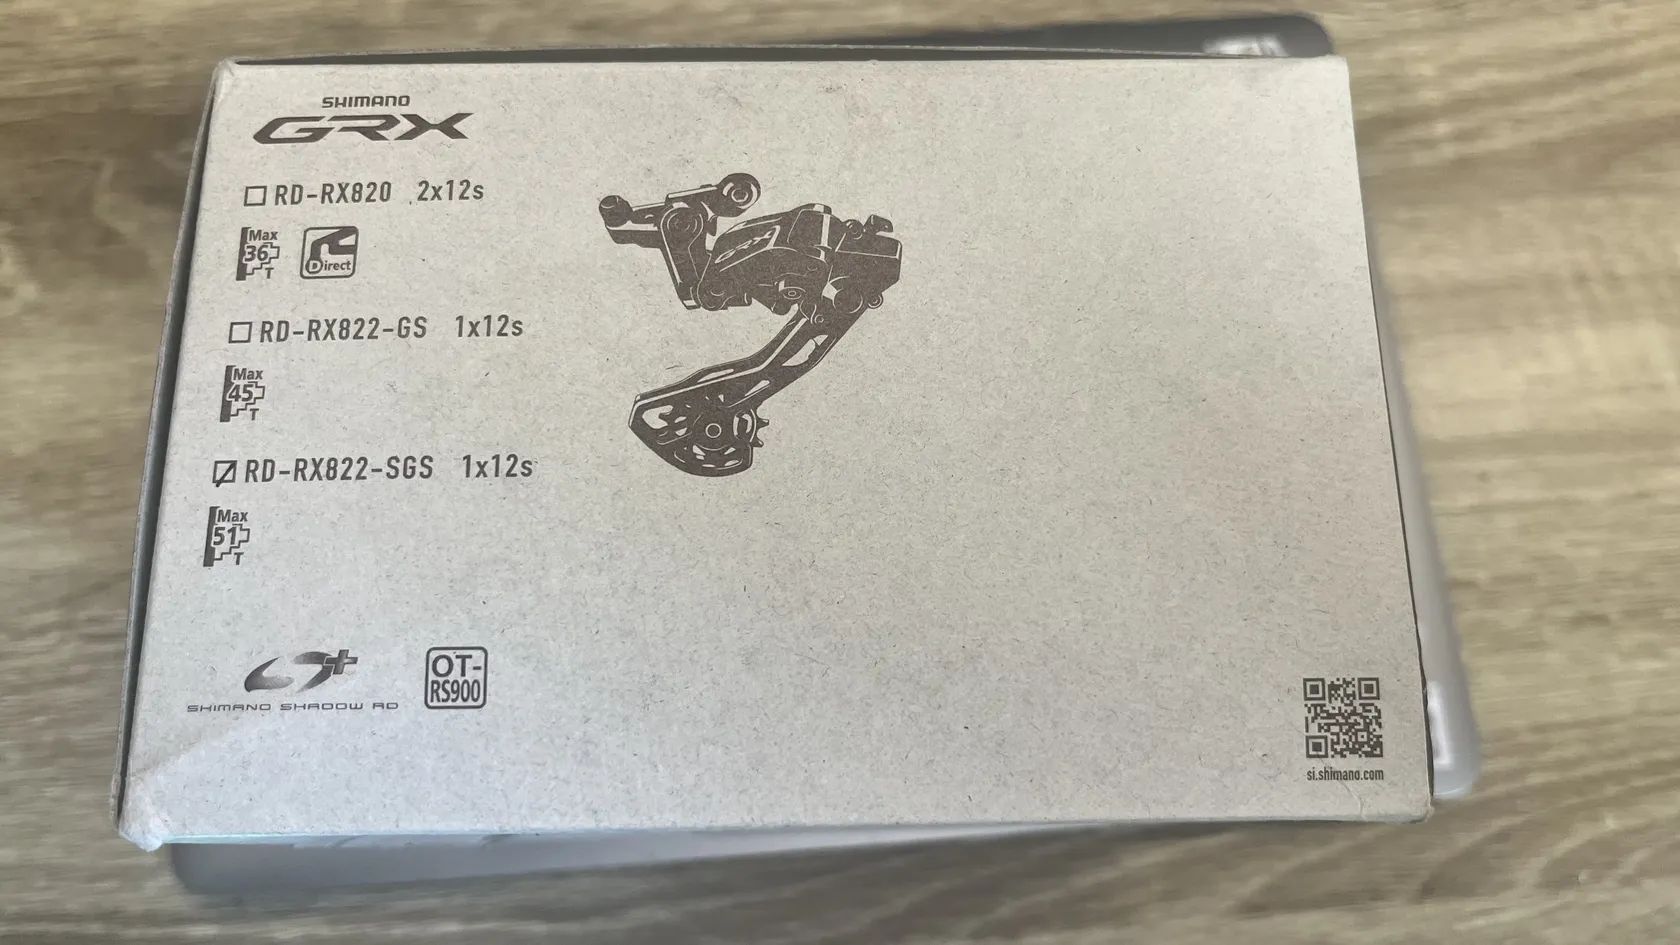 SHIMANO
GRX
RD-RX820 2x12s
Max
36
T
Direct
RD-RX822-GS 1x12s
Max
45
T
RD-RX822-SGS 1x12s
Max
51
T
SHIMANO SHADOW RD
OT-
RS900
GRX
si.shimano.com